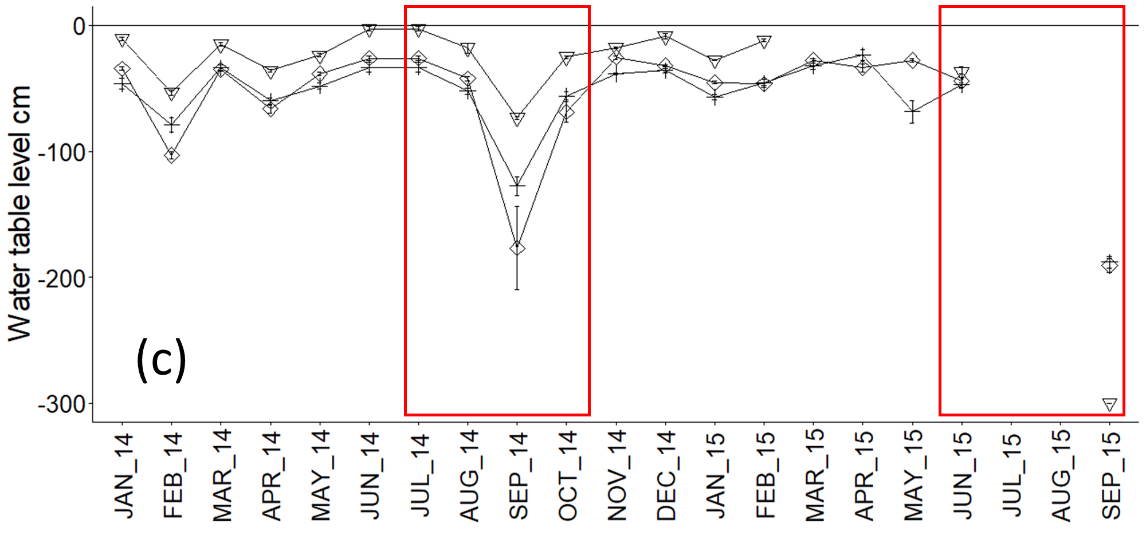 0
-100
-200
-300
Water table level cm
(c)
JAN_14
FEB_14
MAR_14
APR_14
MAY_14
JUN_14
JUL_14
AUG_14
SEP_14
OCT_14
NOV_14
DEC_14
JAN_15
FEB_15
MAR_15
APR_15
MAY_15
JUN_15
JUL_15
AUG_15
SEP_15